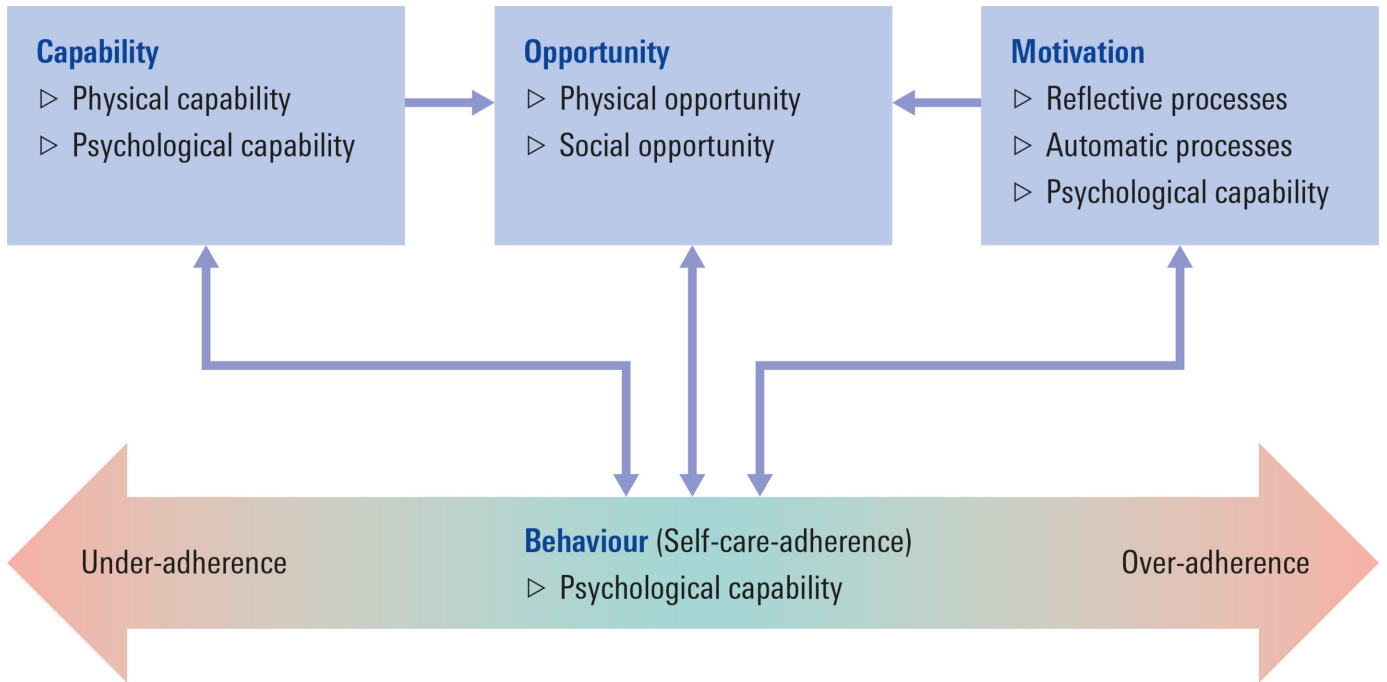 Capability
▷ Physical capability
▷ Psychological capability
Opportunity
▷ Physical opportunity
▷ Social opportunity
Motivation
▷ Reflective processes
▷ Automatic processes
▷ Psychological capability
Under-adherence
Behaviour (Self-care-adherence)
▷ Psychological capability
Over-adherence